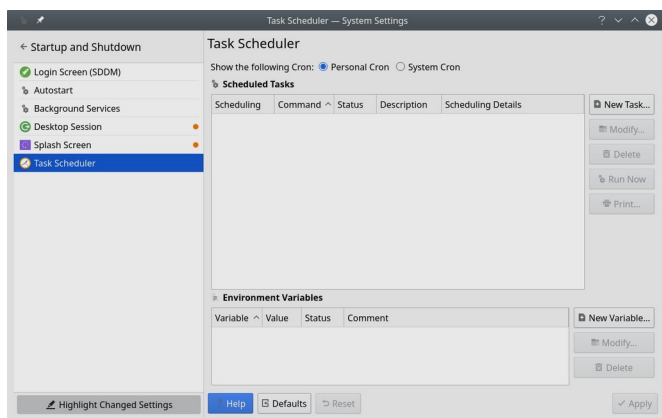 Task Scheduler — System Settings
Startup and Shutdown
Login Screen (SDDM)
Autostart
Background Services
Desktop Session
Splash Screen
Task Scheduler
Highlight Changed Settings
Task Scheduler
Show the following Cron: Personal Cron System Cron
Scheduled Tasks
Scheduling Command Status Description Scheduling Details
New Task...
Modify...
Delete
Run Now
Print...
Environment Variables
Variable Value Status Comment
New Variable...
Modify...
Delete
Help Defaults Reset Apply